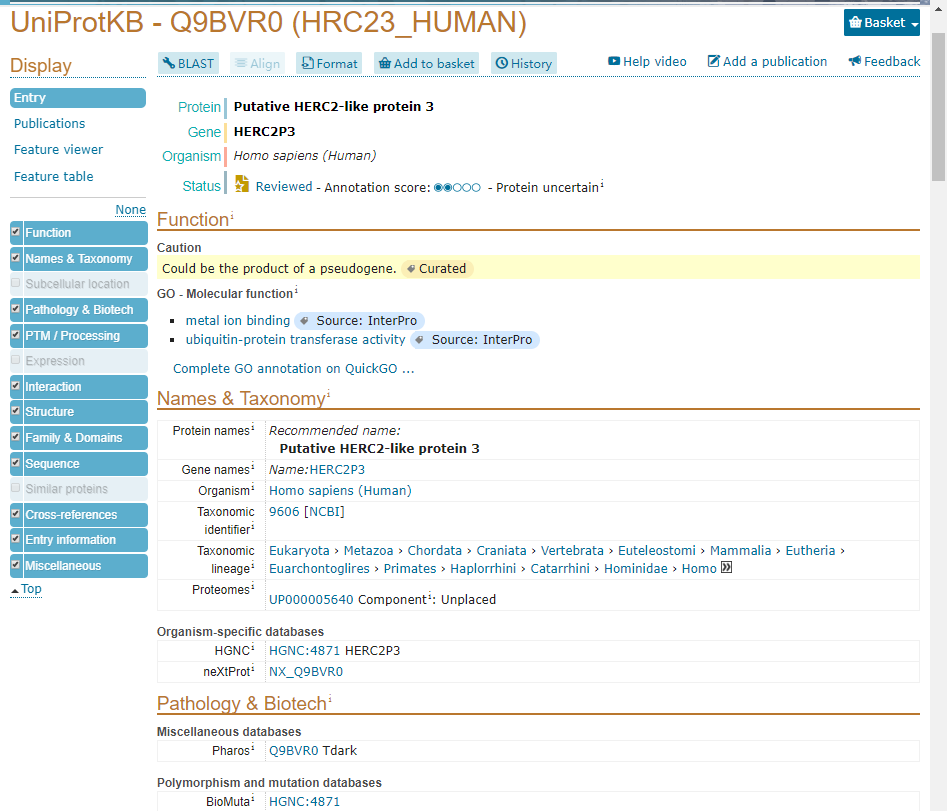 UniProtKB - Q9BVR0 (HRC23_HUMAN)
Basket
Display
BLAST Align Format Add to basket History Help video Add a publication Feedback
Entry
Publications
Feature viewer
Feature table
None
Function
Names & Taxonomy
Subcellular location
Pathology & Biotech
PTM / Processing
Expression
Interaction
Structure
Family & Domains
Sequence
Similar proteins
Cross-references
Entry information
Miscellaneous
Top
Protein Putative HERC2-like protein 3
Gene HERC2P3
Organism Homo sapiens (Human)
Status Reviewed - Annotation score: - Protein uncertain i
Function i
Caution
Could be the product of a pseudogene. Curated
GO - Molecular function i
▪ metal ion binding Source: InterPro
▪ ubiquitin-protein transferase activity Source: InterPro
Complete GO annotation on QuickGO ...
Names & Taxonomy i
Protein names i Recommended name:
Putative HERC2-like protein 3
Gene names i Name:HERC2P3
Organism i Homo sapiens (Human)
Taxonomic identifier i 9606 [NCBI]
Taxonomic lineage i Eukaryota › Metazoa › Chordata › Craniata › Vertebrata › Euteleostomi › Mammalia › Eutheria ›
Euarchontoglires › Primates › Haplorrhini › Catarrhini › Hominidae › Homo
Proteomes i UP000005640 Component i: Unplaced
Organism-specific databases
HGNC i HGNC:4871 HERC2P3
neXtProt i NX_Q9BVR0
Pathology & Biotech i
Miscellaneous databases
Pharos i Q9BVR0 Tdark
Polymorphism and mutation databases
BioMuta i HGNC:4871